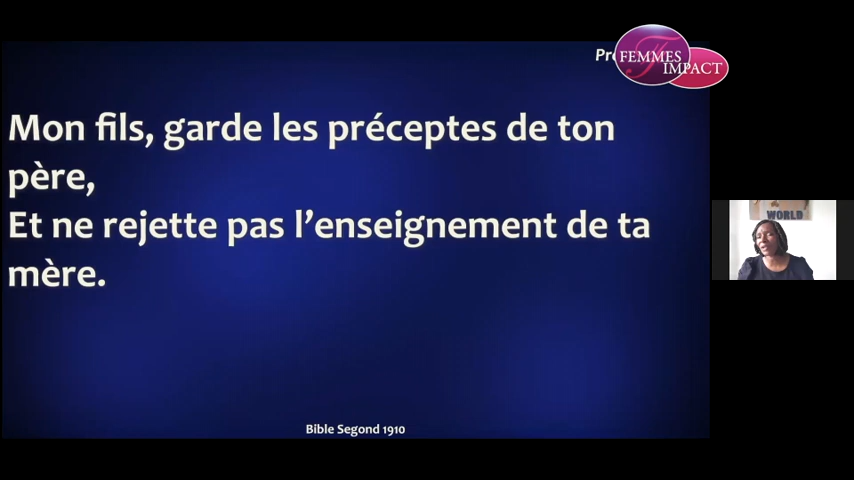 FEMMES
IMPACT
Mon fils, garde les préceptes de ton
père,
Et ne rejette pas l’enseignement de ta
mère.
WORLD
Bible Segond 1910